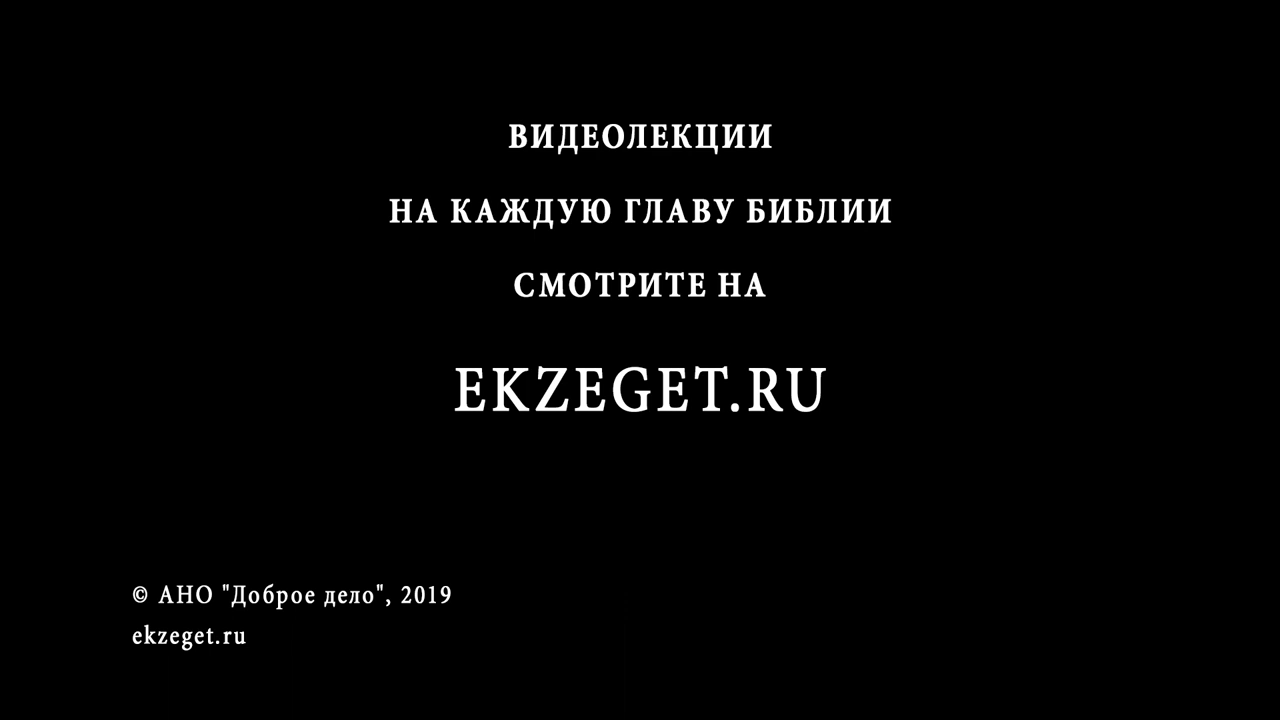 ВИДЕОЛЕКЦИИ
НА КАЖДУЮ ГЛАВУ БИБЛИИ
СМОТРИТЕ НА
EKZEGET.RU
© АНО "Доброе дело", 2019
ekzeget.ru